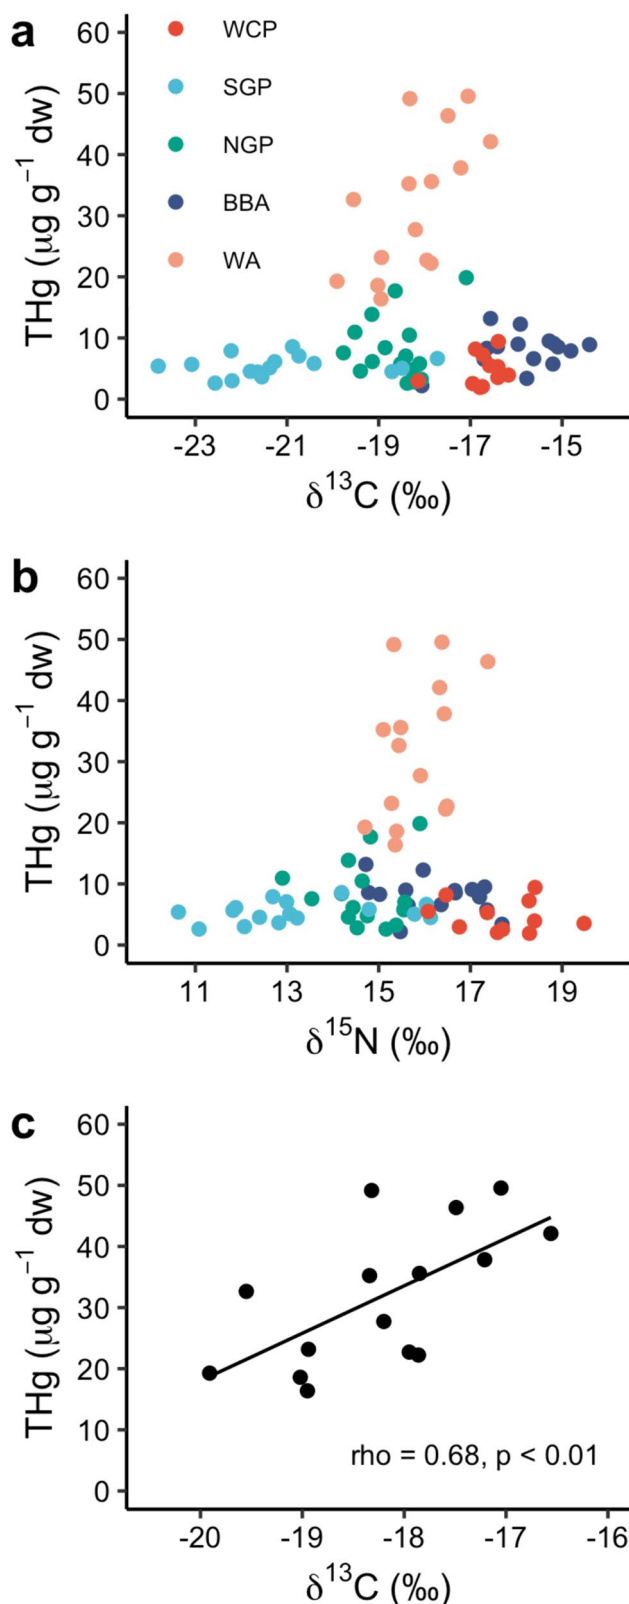 a
60
50
40
30
20
10
0
THg (μg g⁻¹ dw)
WCP
SGP
NGP
BBA
WA
-23 -21 -19 -17 -15
δ¹³C (‰)
b
60
50
40
30
20
10
0
THg (μg g⁻¹ dw)
11 13 15 17 19
δ¹⁵N (‰)
c
60
50
40
30
20
10
0
THg (μg g⁻¹ dw)
rho = 0.68, p < 0.01
-20 -19 -18 -17 -16
δ¹³C (‰)